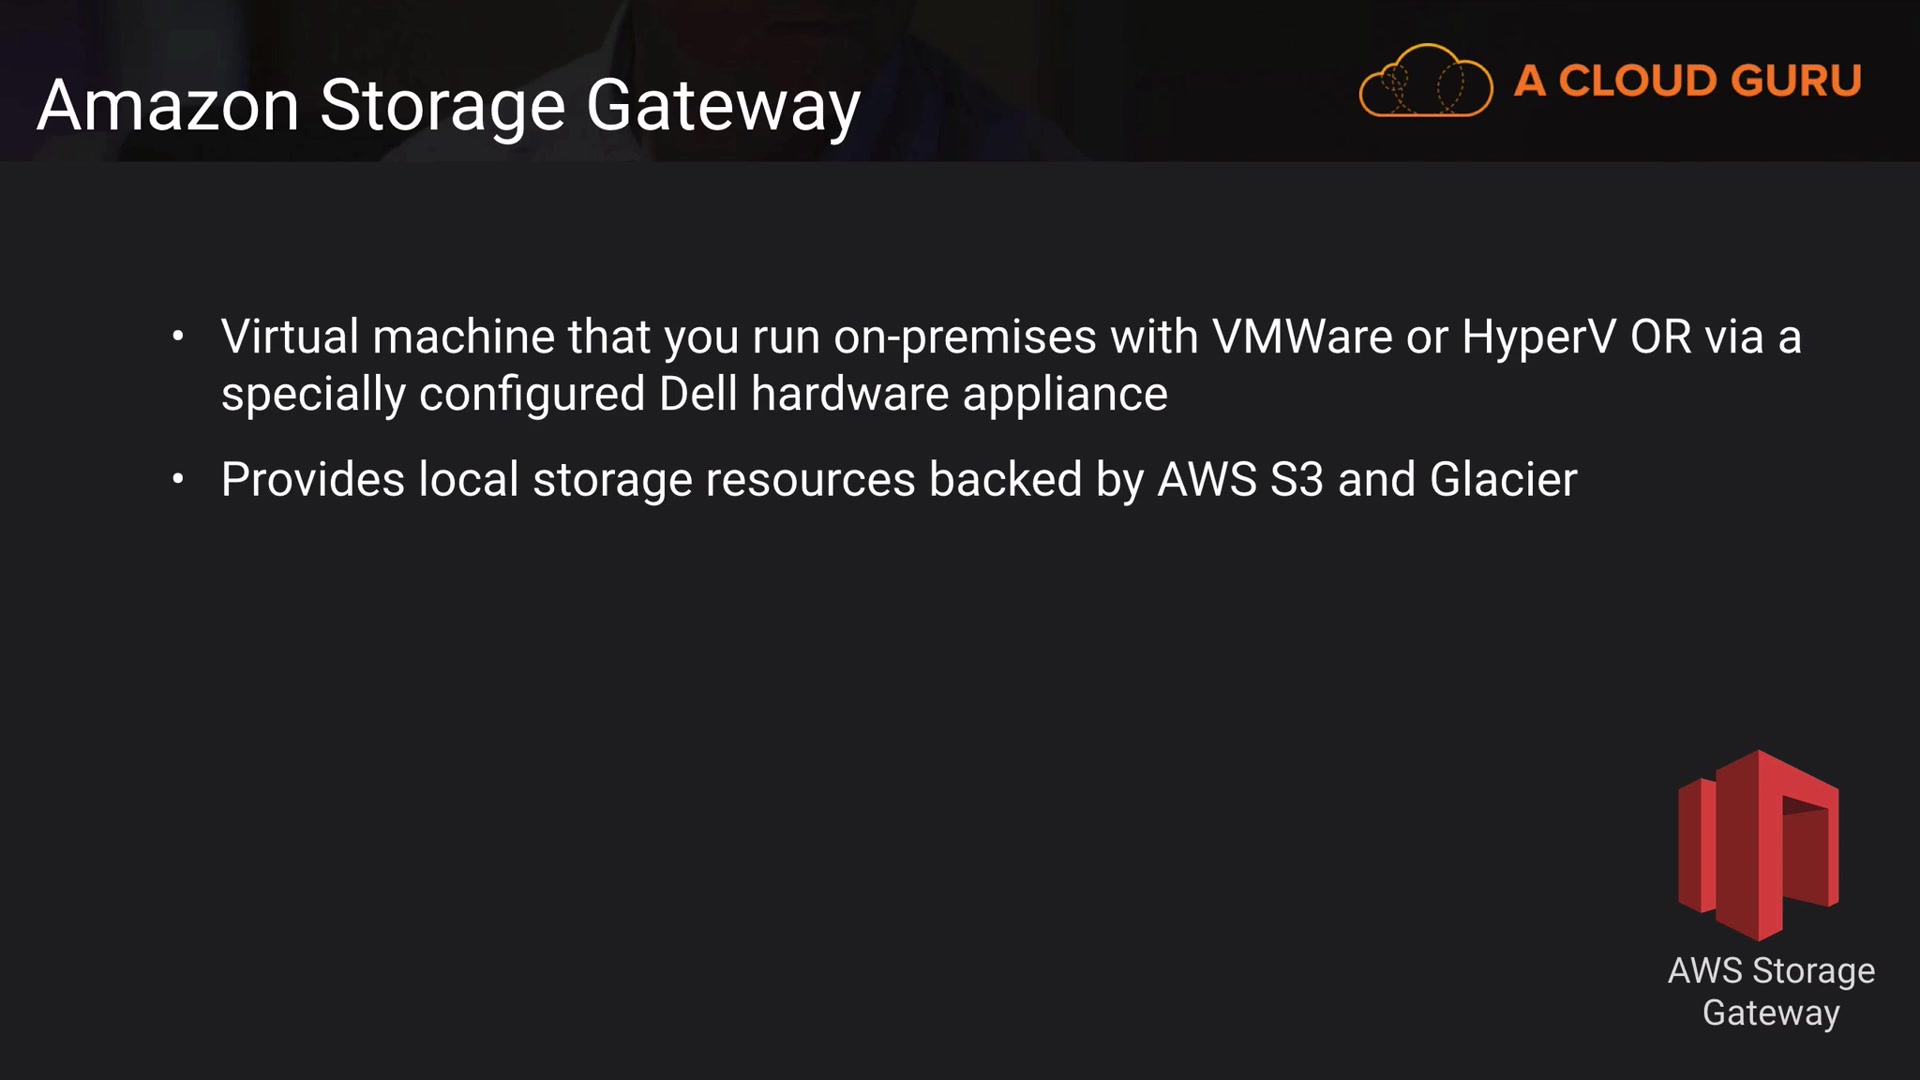 Amazon Storage Gateway
A CLOUD GURU
• Virtual machine that you run on-premises with VMWare or HyperV OR via a
specially configured Dell hardware appliance
• Provides local storage resources backed by AWS S3 and Glacier
AWS Storage
Gateway